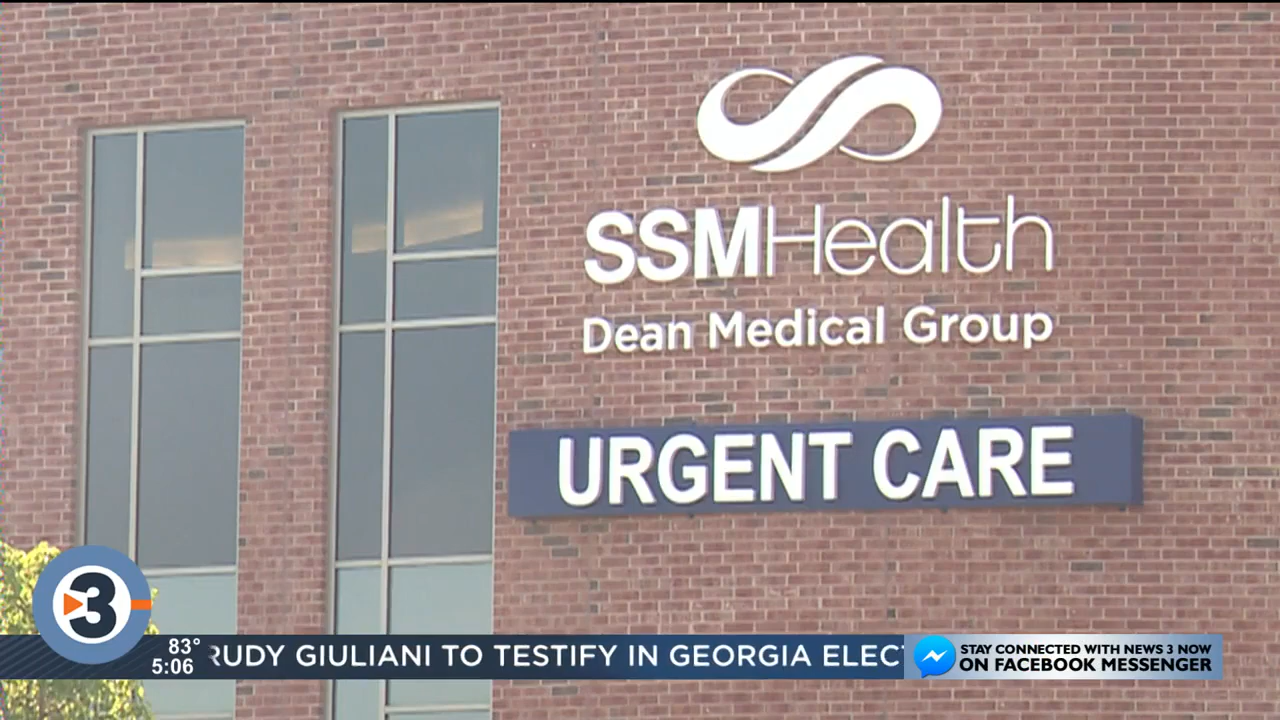 SSMHealth
Dean Medical Group
URGENT CARE
3
83°
5:06
RUDY GIULIANI TO TESTIFY IN GEORGIA ELEC
STAY CONNECTED WITH NEWS 3 NOW
ON FACEBOOK MESSENGER